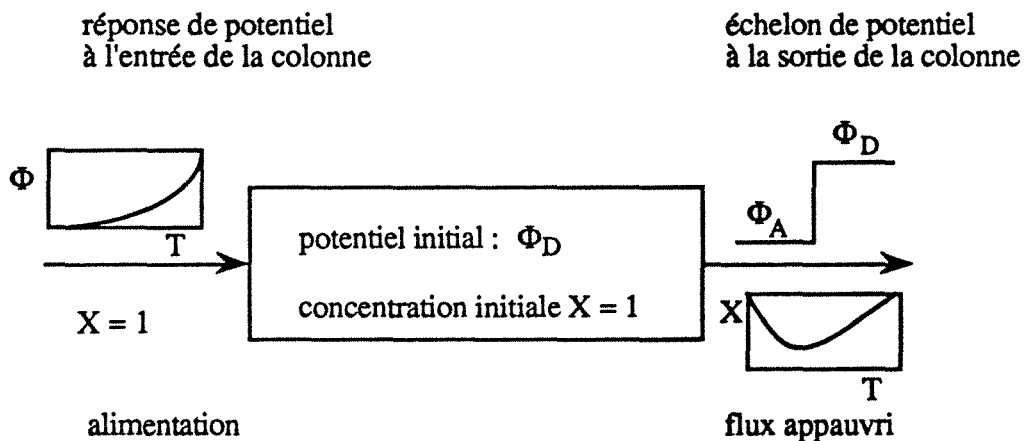 réponse de potentiel
à l'entrée de la colonne
échelon de potentiel
à la sortie de la colonne
Φ
T
X = 1
alimentation
potentiel initial : Φ_D
concentration initiale X = 1
Φ_D
Φ_A
X
T
flux appauvri